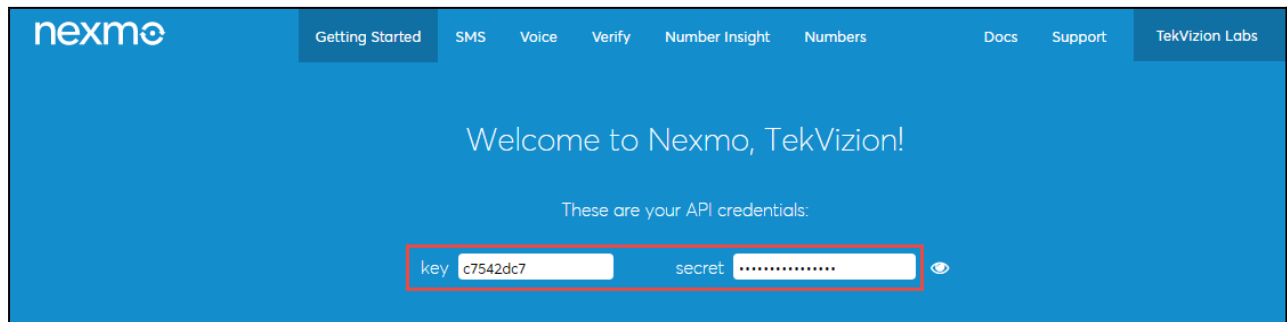 nexmo Getting Started SMS Voice Verify Number Insight Numbers Docs Support TekVizion Labs
Welcome to Nexmo, TekVizion!
These are your API credentials:
key c7542dc7 secret ••••••••••••••••